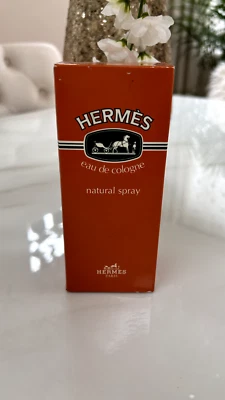 HERMÈS
eau de cologne
natural spray
HERMÈS
PARIS